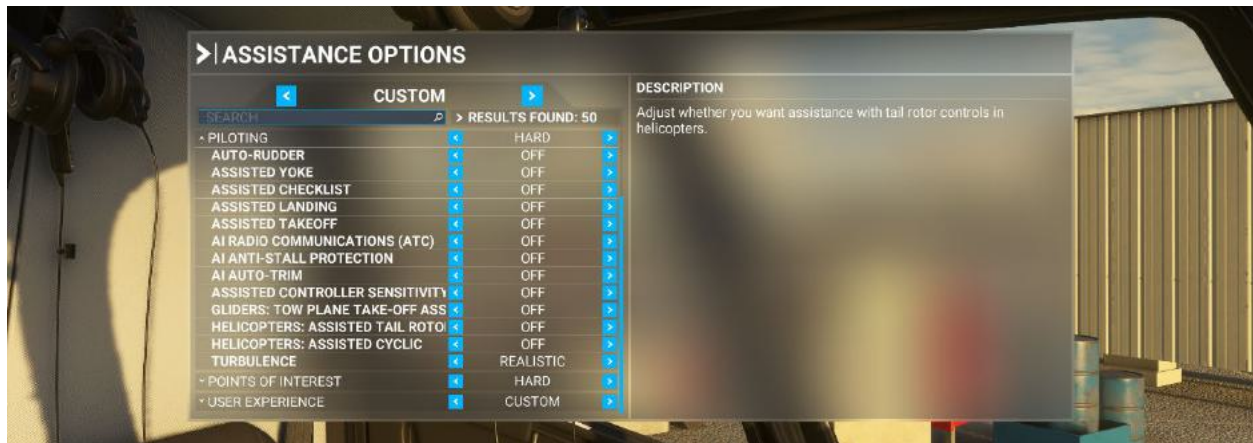 ASSISTANCE OPTIONS
CUSTOM
SEARCH > RESULTS FOUND: 50
PILOTING HARD
AUTO-RUDDER OFF
ASSISTED YOKE OFF
ASSISTED CHECKLIST OFF
ASSISTED LANDING OFF
ASSISTED TAKEOFF OFF
AI RADIO COMMUNICATIONS (ATC) OFF
AI ANTI-STALL PROTECTION OFF
AI AUTO-TRIM OFF
ASSISTED CONTROLLER SENSITIVITY OFF
GLIDERS: TOW PLANE TAKE-OFF ASS OFF
HELICOPTERS: ASSISTED TAIL ROTO OFF
HELICOPTERS: ASSISTED CYCLIC OFF
TURBULENCE REALISTIC
POINTS OF INTEREST HARD
USER EXPERIENCE CUSTOM
DESCRIPTION
Adjust whether you want assistance with tail rotor controls in
helicopters.